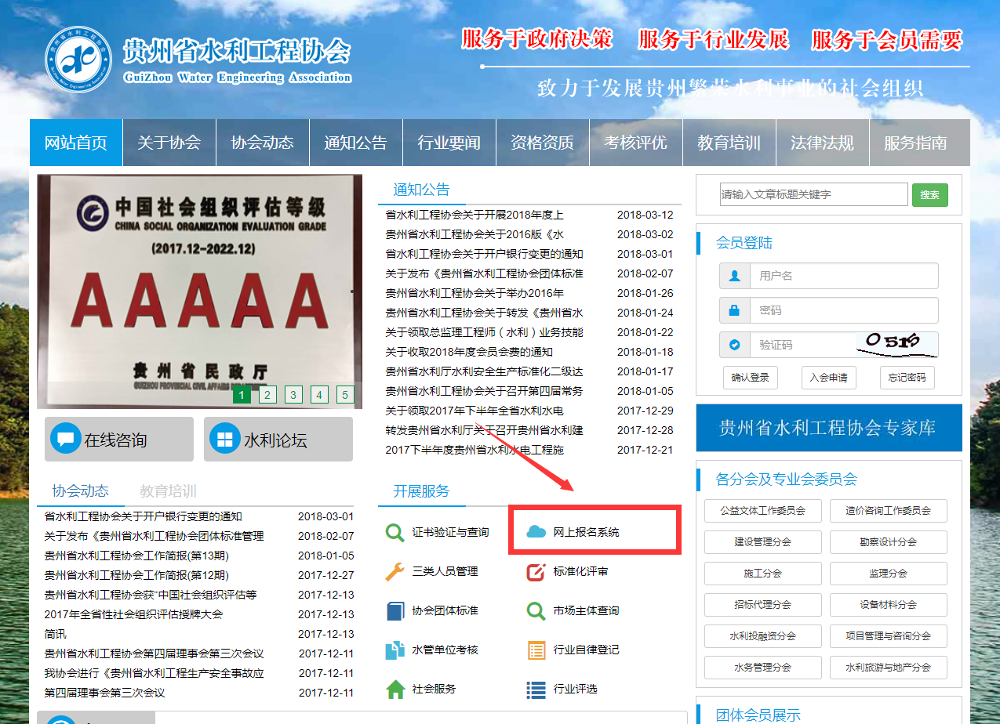 贵州省水利工程协会
GuiZhou Water Engineering Association
服务于政府决策 服务于行业发展 服务于会员需要
致力于发展贵州繁荣水利事业的社会组织
网站首页 关于协会 协会动态 通知公告 行业要闻 资格资质 考核评优 教育培训 法律法规 服务指南
中国社会组织评估等级
CHINA SOCIAL ORGANIZATION EVALUATION GRADE
(2017.12-2022.12)
AAAAA
贵州省民政厅
1 2 3 4 5
在线咨询 水利论坛
通知公告
省水利工程协会关于开展2018年度上 2018-03-12
贵州省水利工程协会关于2016版《水 2018-03-02
省水利工程协会关于开户银行变更的通知 2018-03-01
关于发布《贵州省水利工程协会团体标准 2018-02-07
贵州省水利工程协会关于举办2016年 2018-01-26
贵州省水利工程协会关于转发《贵州省水 2018-01-24
关于领取总监理工程师（水利）业务技能 2018-01-22
关于收取2018年度会员会费的通知 2018-01-18
贵州省水利厅水利安全生产标准化二级达 2018-01-17
贵州省水利工程协会关于召开第四届常务 2018-01-05
关于领取2017年下半年全省水利水电 2017-12-29
转发贵州省水利厅关于召开贵州省水利建 2017-12-28
2017下半年度贵州省水利水电工程施 2017-12-21
请输入文章标题关键字 搜索
会员登陆
用户名
密码
验证码 0515
确认登录 入会申请 忘记密码
贵州省水利工程协会专家库
协会动态 教育培训
省水利工程协会关于开户银行变更的通知 2018-03-01
关于发布《贵州省水利工程协会团体标准管理 2018-02-07
贵州省水利工程协会工作简报(第13期) 2018-01-05
贵州省水利工程协会工作简报(第12期) 2017-12-27
贵州省水利工程协会获“中国社会组织评估等 2017-12-13
2017年全省性社会组织评估授牌大会 2017-12-13
简讯 2017-12-13
贵州省水利工程协会第四届理事会第三次会议 2017-12-11
我协会进行《贵州省水利工程生产安全事故应 2017-12-11
第四届理事会第三次会议 2017-12-11
开展服务
证书验证与查询 网上报名系统
三类人员管理 标准化评审
协会团体标准 市场主体查询
水管单位考核 行业自律登记
社会服务 行业评选
各分会及专业会委员会
公益文体工作委员会 造价咨询工作委员会
建设管理分会 勘察设计分会
施工分会 监理分会
招标代理分会 设备材料分会
水利投融资分会 项目管理与咨询分会
水务管理分会 水利旅游与地产分会
团体会员展示